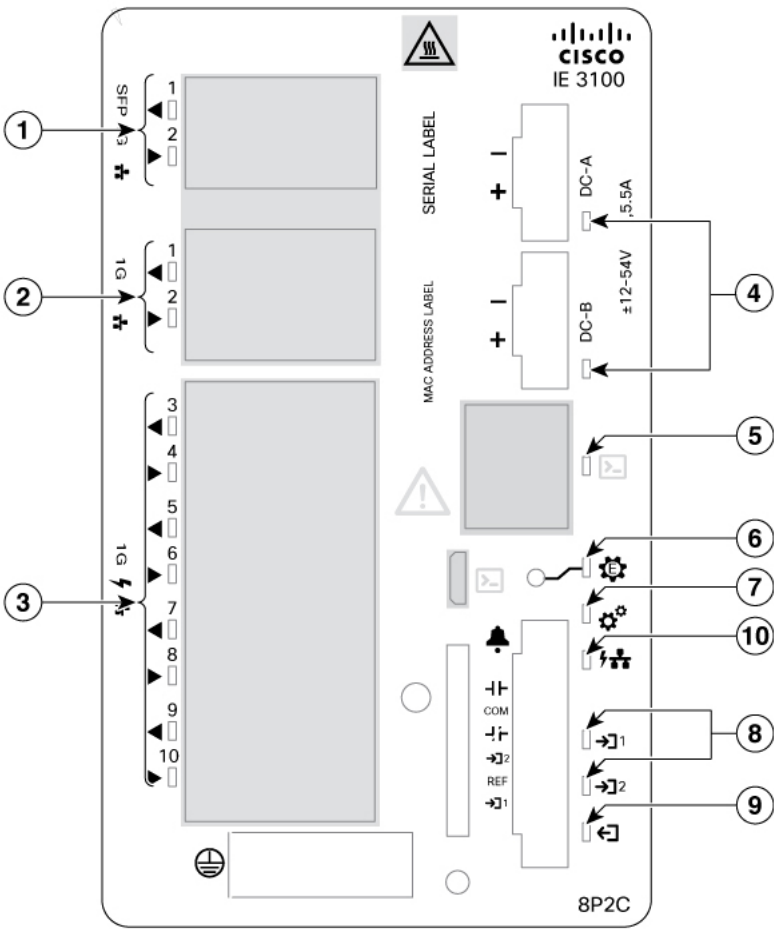 CISCO
IE 3100
SFP
1
2
1
SERIAL LABEL
-
+
DC-A
,5.5A
±12-54V
4
1G
1
2
2
MAC ADDRESS LABEL
-
+
DC-B
5
>_
1G
3
4
5
6
7
8
9
10
3
>_
E
6
7
10
COM
2
REF
1
1
2
8
9
8P2C